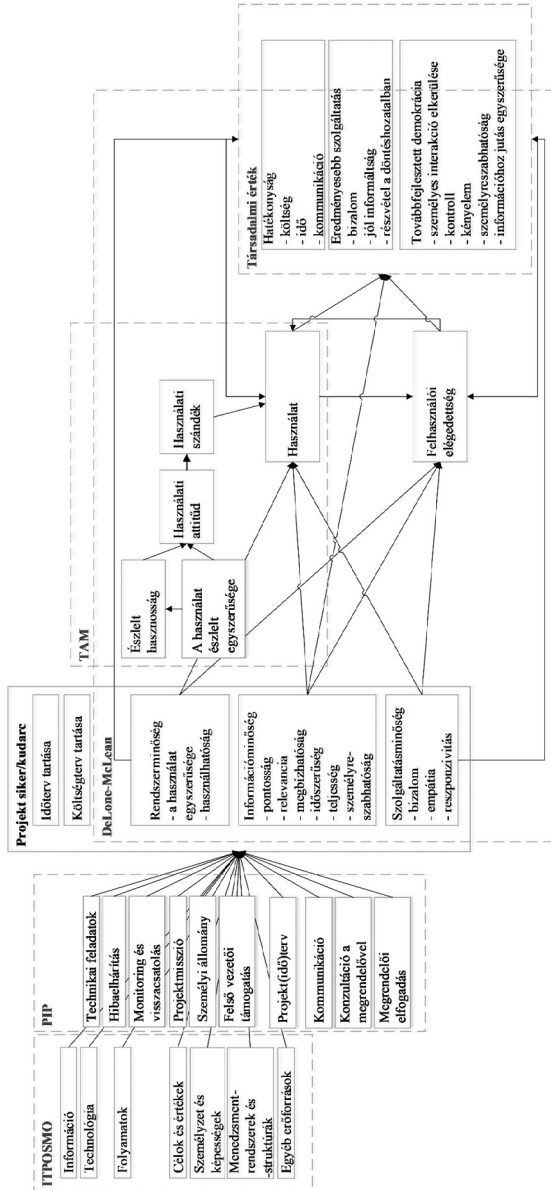 ITPOSMO
Információ
Technológia
Folyamatok
Célok és értékek
Személyzet és
képességek
Menedzsment-
rendszerek és
-struktúrák
Egyéb erőforrások
PIP
Technikai feladatok
Hibaelhárítás
Monitoring és
visszacsatolás
Projektmisszió
Személyi állomány
Felső vezetői
támogatás
Projekt(idő)terv
Kommunikáció
Konzultáció a
megrendelővel
Megrendelői
elfogadás
Projekt siker/kudarc
Időterv tartása
Költségterv tartása
DeLone-McLean
Rendszerminőség
- a használat
egyszerűsége
- használhatóság
Információminőség
- pontosság
- relevancia
- megbízhatóság
- időszerűség
- teljesség
- személyre-
szabhatóság
Szolgáltatásminőség
- bizalom
- empátia
- reszponzivitás
TAM
Észlelt
hasznosság
A használat
észlelt
egyszerűsége
Használati
attitűd
Használati
szándék
Használat
Felhasználói
elégedettség
Társadalmi érték
Hatékonyság
- költség
- idő
- kommunikáció
Eredményesebb szolgáltatás
- bizalom
- jól informáltság
- részvétel a döntéshozatalban
Továbbfejlesztett demokrácia
- személyes interakció elkerülése
- kontroll
- kényelem
- személyreszabhatóság
- információhoz jutás egyszerűsége